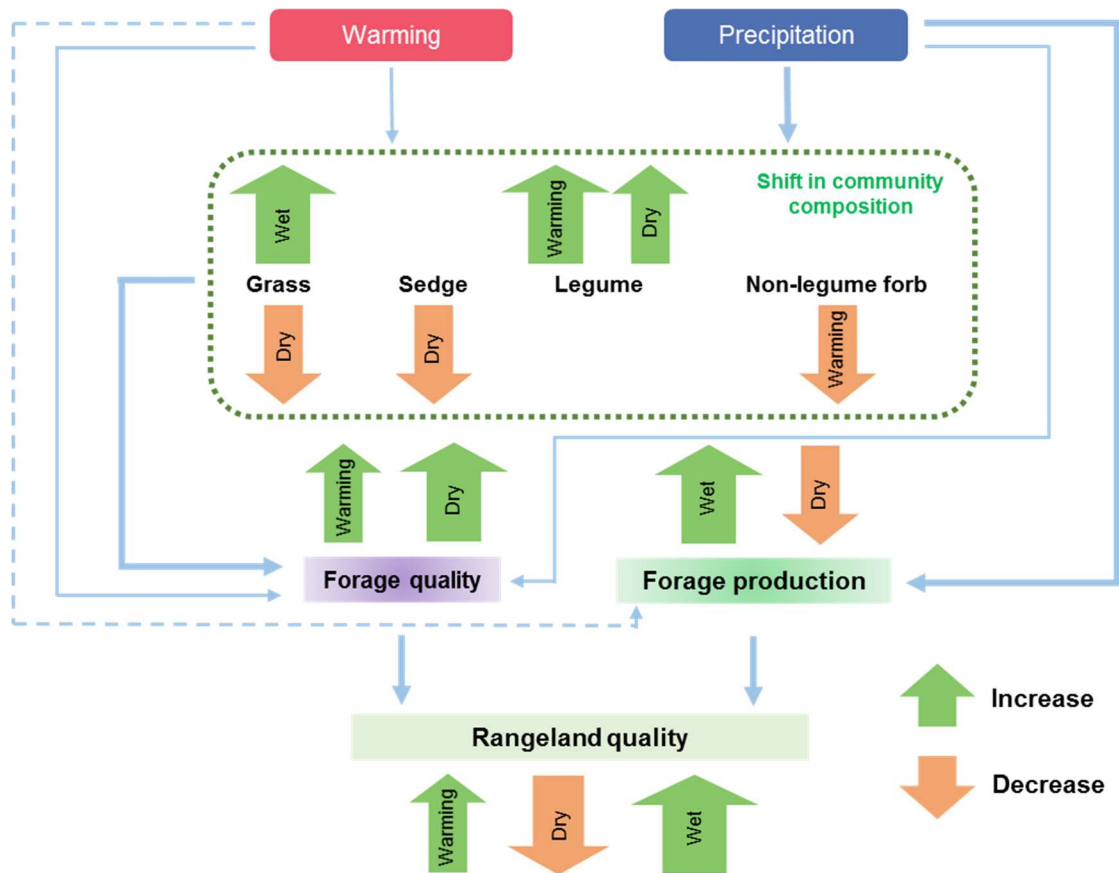 Warming
Precipitation
Shift in community
composition
Wet
Warming
Dry
Grass
Sedge
Legume
Non-legume forb
Dry
Dry
Warming
Warming
Dry
Wet
Dry
Forage quality
Forage production
Increase
Rangeland quality
Decrease
Warming
Dry
Wet